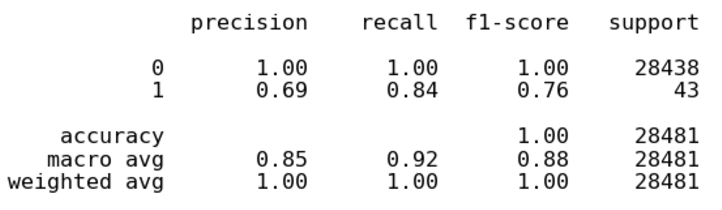 precision recall f1-score support
0 1.00 1.00 1.00 28438
1 0.69 0.84 0.76 43
accuracy 1.00 28481
macro avg 0.85 0.92 0.88 28481
weighted avg 1.00 1.00 1.00 28481